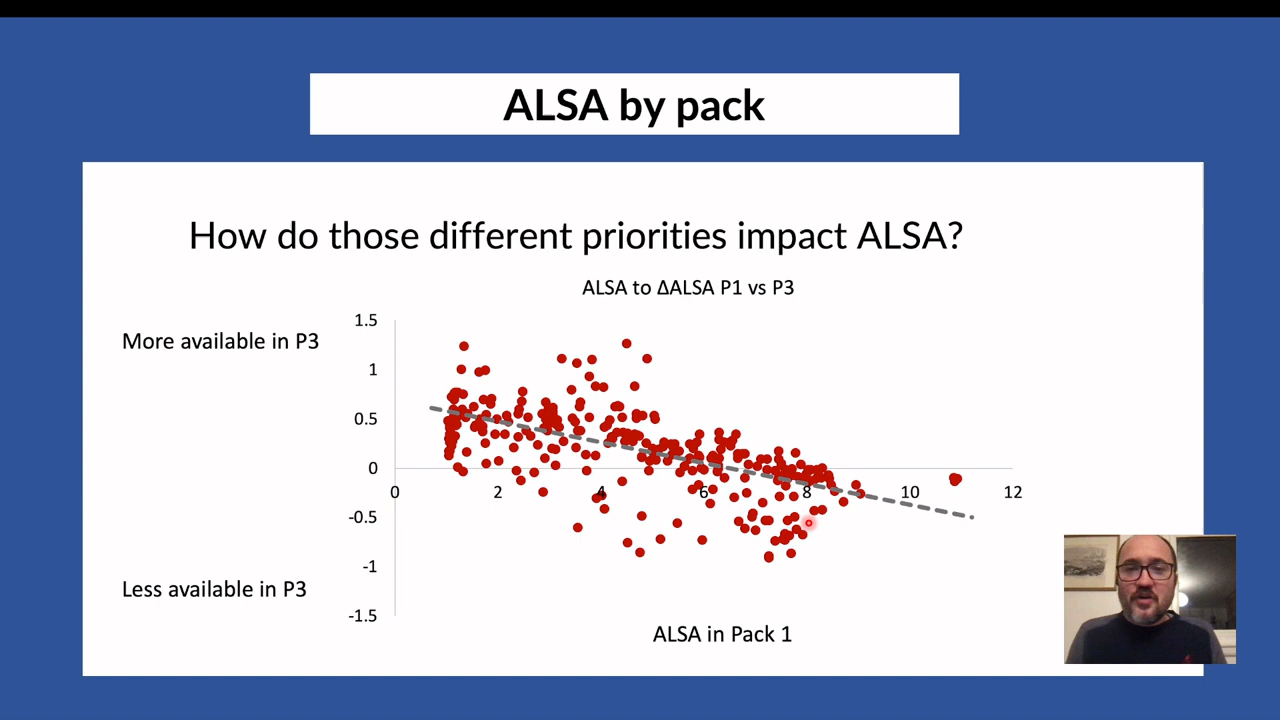 ALSA by pack
How do those different priorities impact ALSA?
ALSA to ΔALSA P1 vs P3
More available in P3
1.5
1
0.5
0
-0.5
-1
-1.5
0
2
4
6
8
10
12
Less available in P3
ALSA in Pack 1